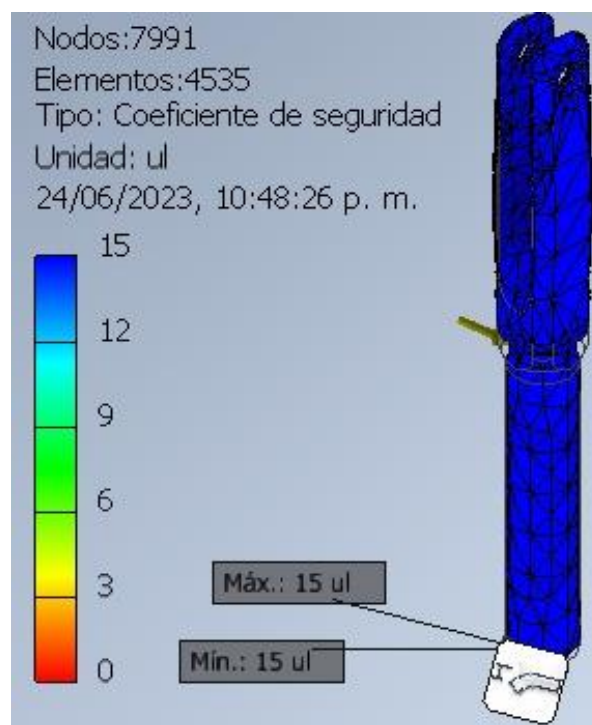 Nodos:7991
Elementos:4535
Tipo: Coeficiente de seguridad
Unidad: ul
24/06/2023, 10:48:26 p. m.
15
12
9
6
3
0
Máx.: 15 ul
Mín.: 15 ul